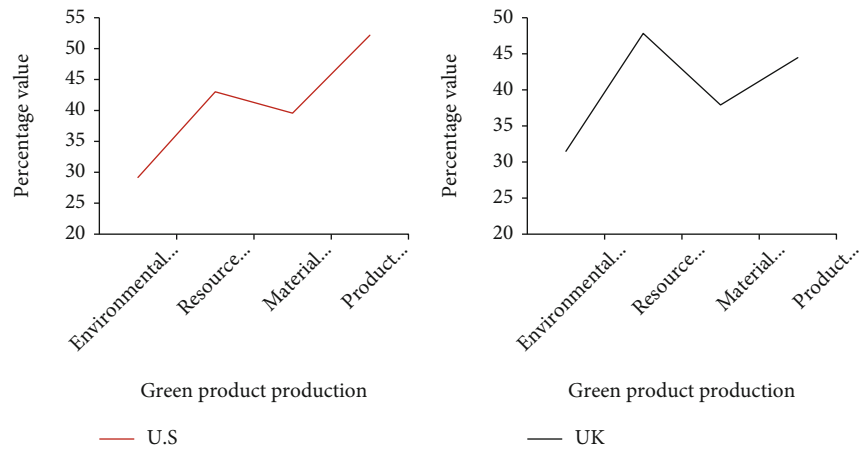 Percentage value
55
50
45
40
35
30
25
20
Environmental...
Resource...
Material...
Product...
Green product production
U.S
Percentage value
50
45
40
35
30
25
20
Environmental...
Resource...
Material...
Product...
Green product production
UK